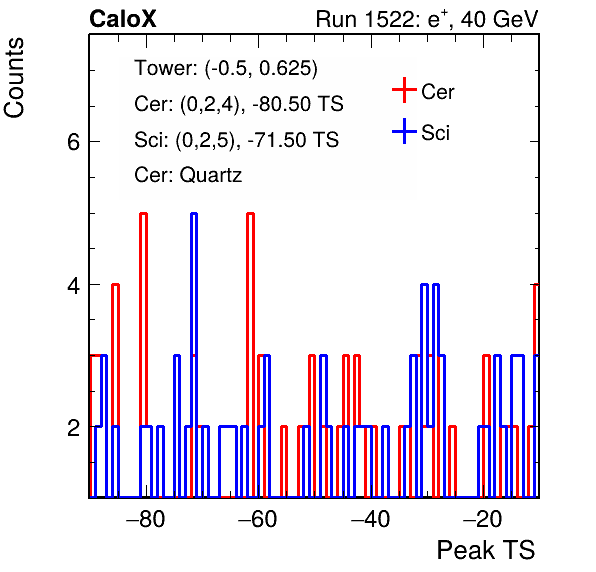 CaloX Run 1522: e+, 40 GeV
Counts
Tower: (-0.5, 0.625)
Cer: (0,2,4), -80.50 TS
Sci: (0,2,5), -71.50 TS
Cer: Quartz
Cer
Sci
6
4
2
−80 −60 −40 −20
Peak TS